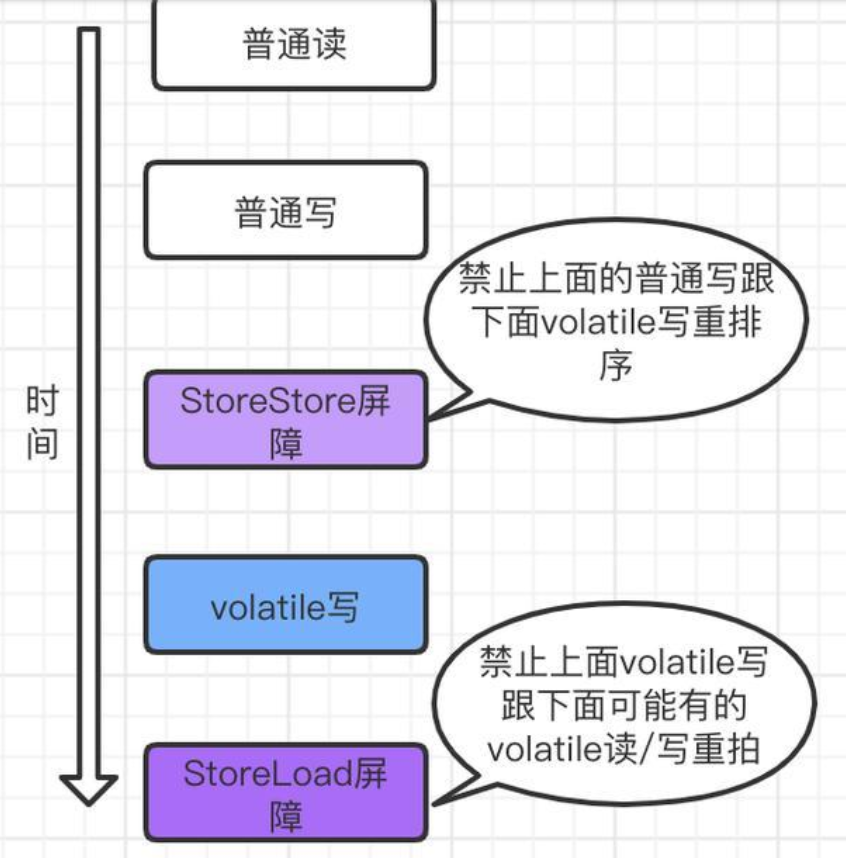 普通读
普通写
禁止上面的普通写跟
下面volatile写重排
序
时
间
StoreStore屏
障
volatile写
禁止上面volatile写
跟下面可能有的
volatile读/写重拍
StoreLoad屏
障